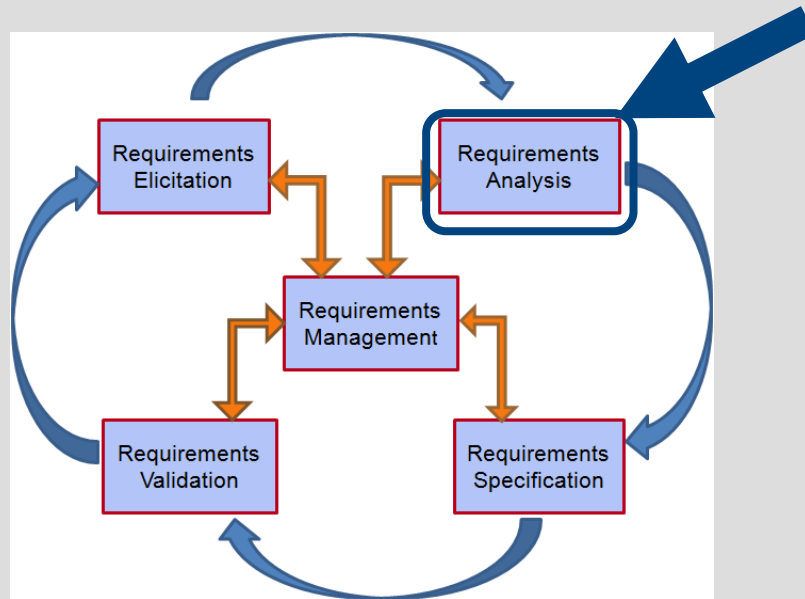 Requirements
Elicitation
Requirements
Analysis
Requirements
Management
Requirements
Validation
Requirements
Specification